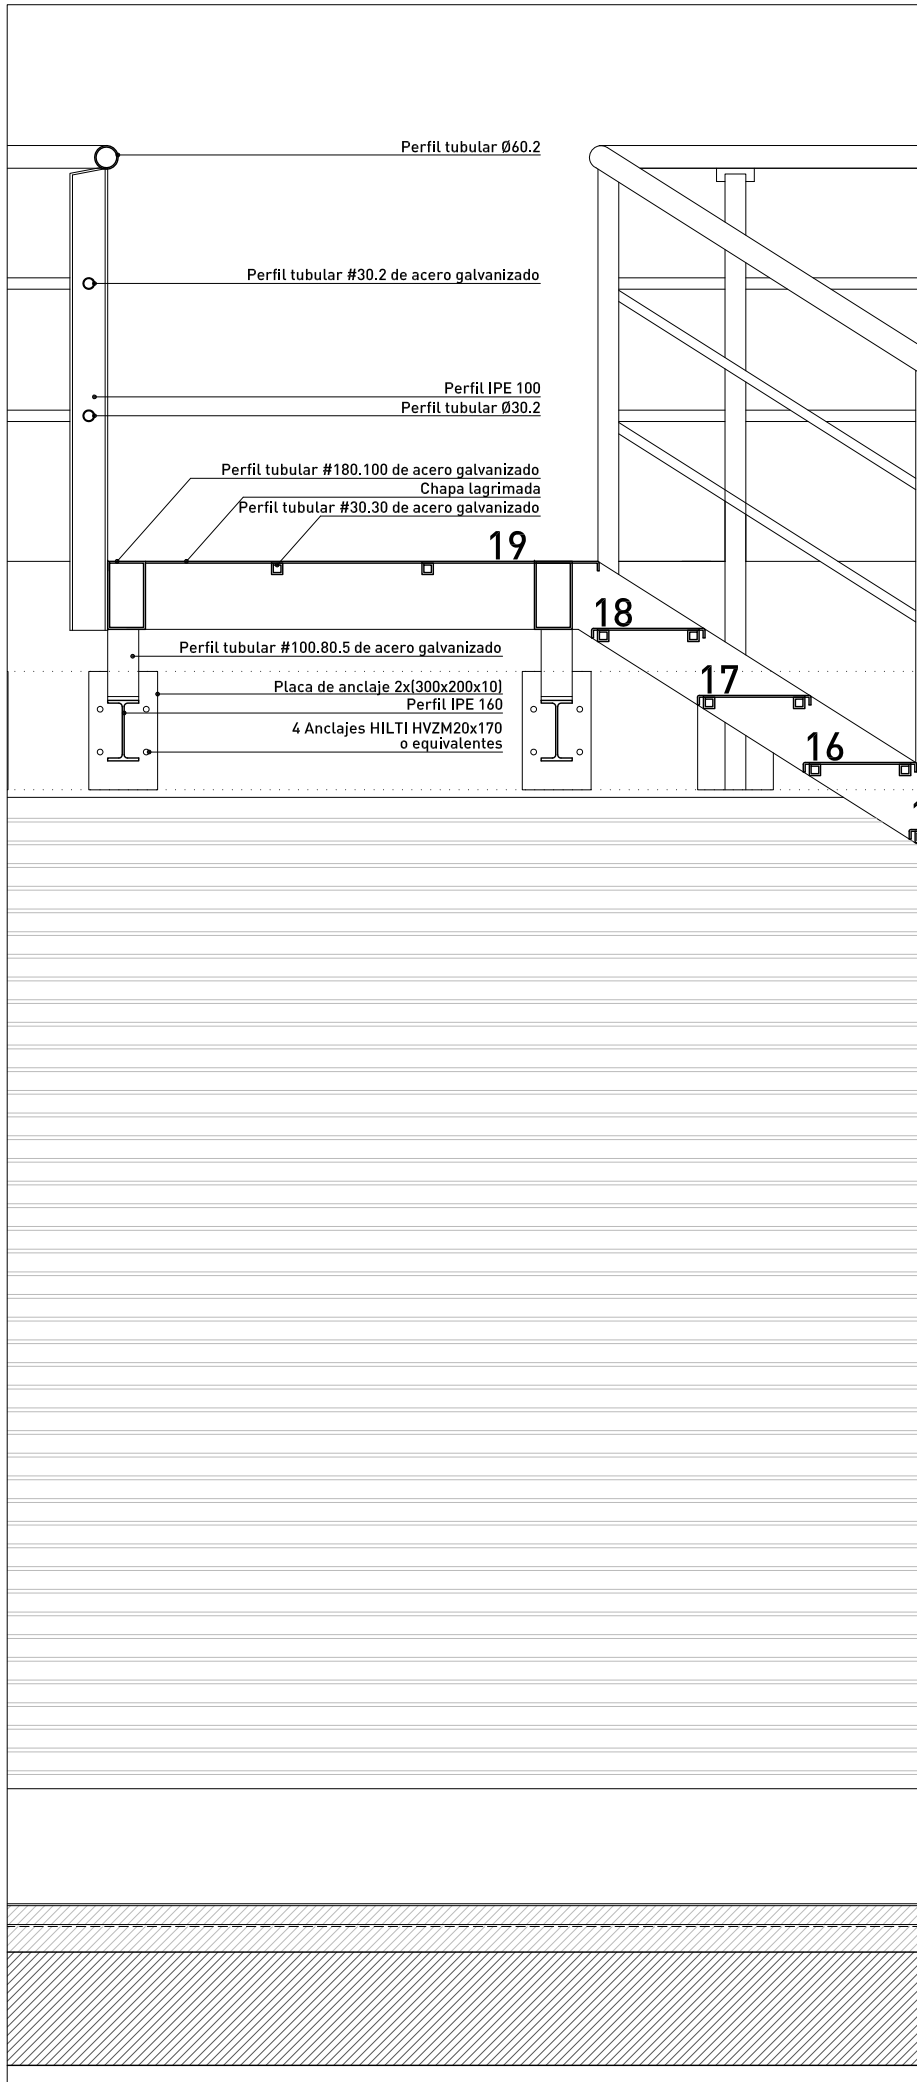 Perfil tubular Ø60.2
Perfil tubular #30.2 de acero galvanizado
Perfil IPE 100
Perfil tubular Ø30.2
Perfil tubular #180.100 de acero galvanizado
Chapa lagrimada
Perfil tubular #30.30 de acero galvanizado
19
18
Perfil tubular #100.80.5 de acero galvanizado
17
Placa de anclaje 2x(300x200x10)
Perfil IPE 160
4 Anclajes HILTI HVZM20x170
o equivalentes
16